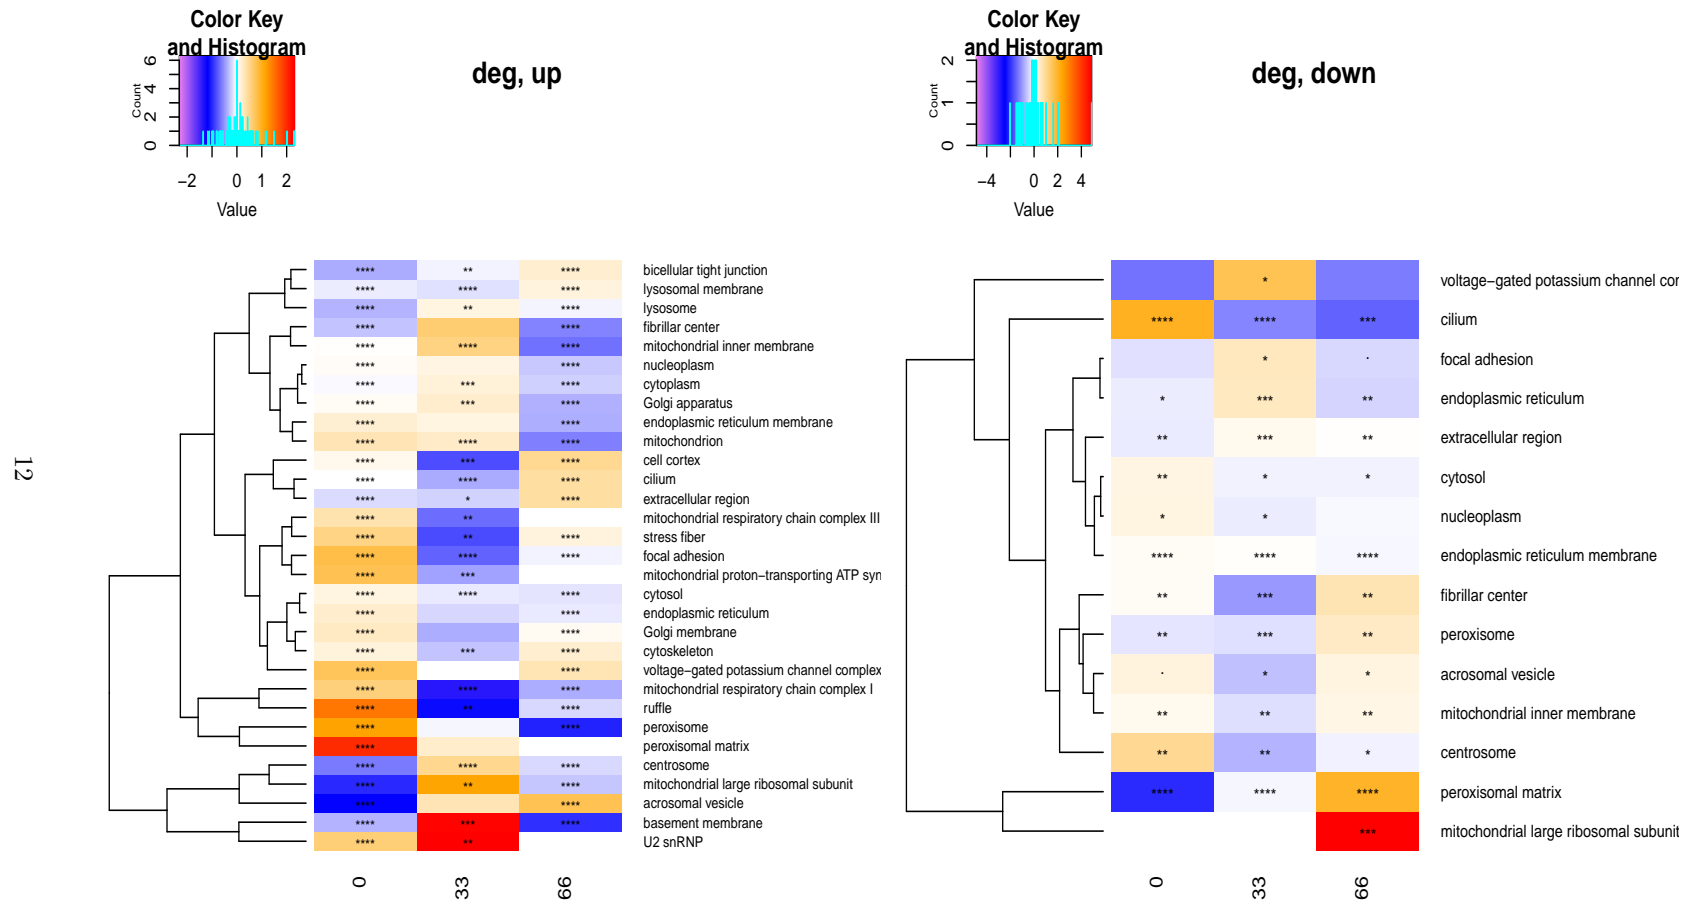 Color Key
and Histogram
Count
0 2 4 6
−2 0 1 2
Value
deg, up
Color Key
and Histogram
Count
0 1 2
−4 0 2 4
Value
deg, down
12
**** ** **** bicellular tight junction
**** **** **** lysosomal membrane
**** ** **** lysosome
**** **** fibrillar center
**** **** **** mitochondrial inner membrane
**** **** nucleoplasm
**** *** **** cytoplasm
**** *** **** Golgi apparatus
**** **** endoplasmic reticulum membrane
**** **** **** mitochondrion
**** *** **** cell cortex
**** **** **** cilium
**** * **** extracellular region
**** ** mitochondrial respiratory chain complex III
**** ** **** stress fiber
**** **** **** focal adhesion
**** *** mitochondrial proton−transporting ATP syn
**** **** **** cytosol
**** **** endoplasmic reticulum
**** **** Golgi membrane
**** *** **** cytoskeleton
**** **** voltage−gated potassium channel complex
**** **** **** mitochondrial respiratory chain complex I
**** ** **** ruffle
**** **** peroxisome
**** peroxisomal matrix
**** **** **** centrosome
**** ** **** mitochondrial large ribosomal subunit
**** **** acrosomal vesicle
**** *** **** basement membrane
**** ** U2 snRNP
0 33 66
* voltage−gated potassium channel cor
**** **** *** cilium
* . focal adhesion
* *** ** endoplasmic reticulum
** *** ** extracellular region
** * * cytosol
* * nucleoplasm
**** **** **** endoplasmic reticulum membrane
** *** ** fibrillar center
** *** ** peroxisome
. * * acrosomal vesicle
** ** ** mitochondrial inner membrane
** ** * centrosome
**** **** **** peroxisomal matrix
*** mitochondrial large ribosomal subunit
0 33 66